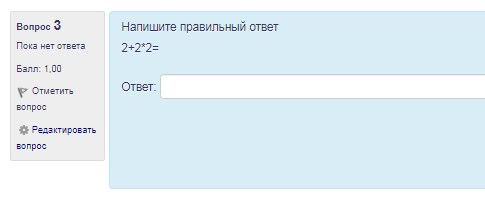 Вопрос 3
Пока нет ответа
Балл: 1,00
Отметить
вопрос
Редактировать
вопрос
Напишите правильный ответ
2+2*2=
Ответ: